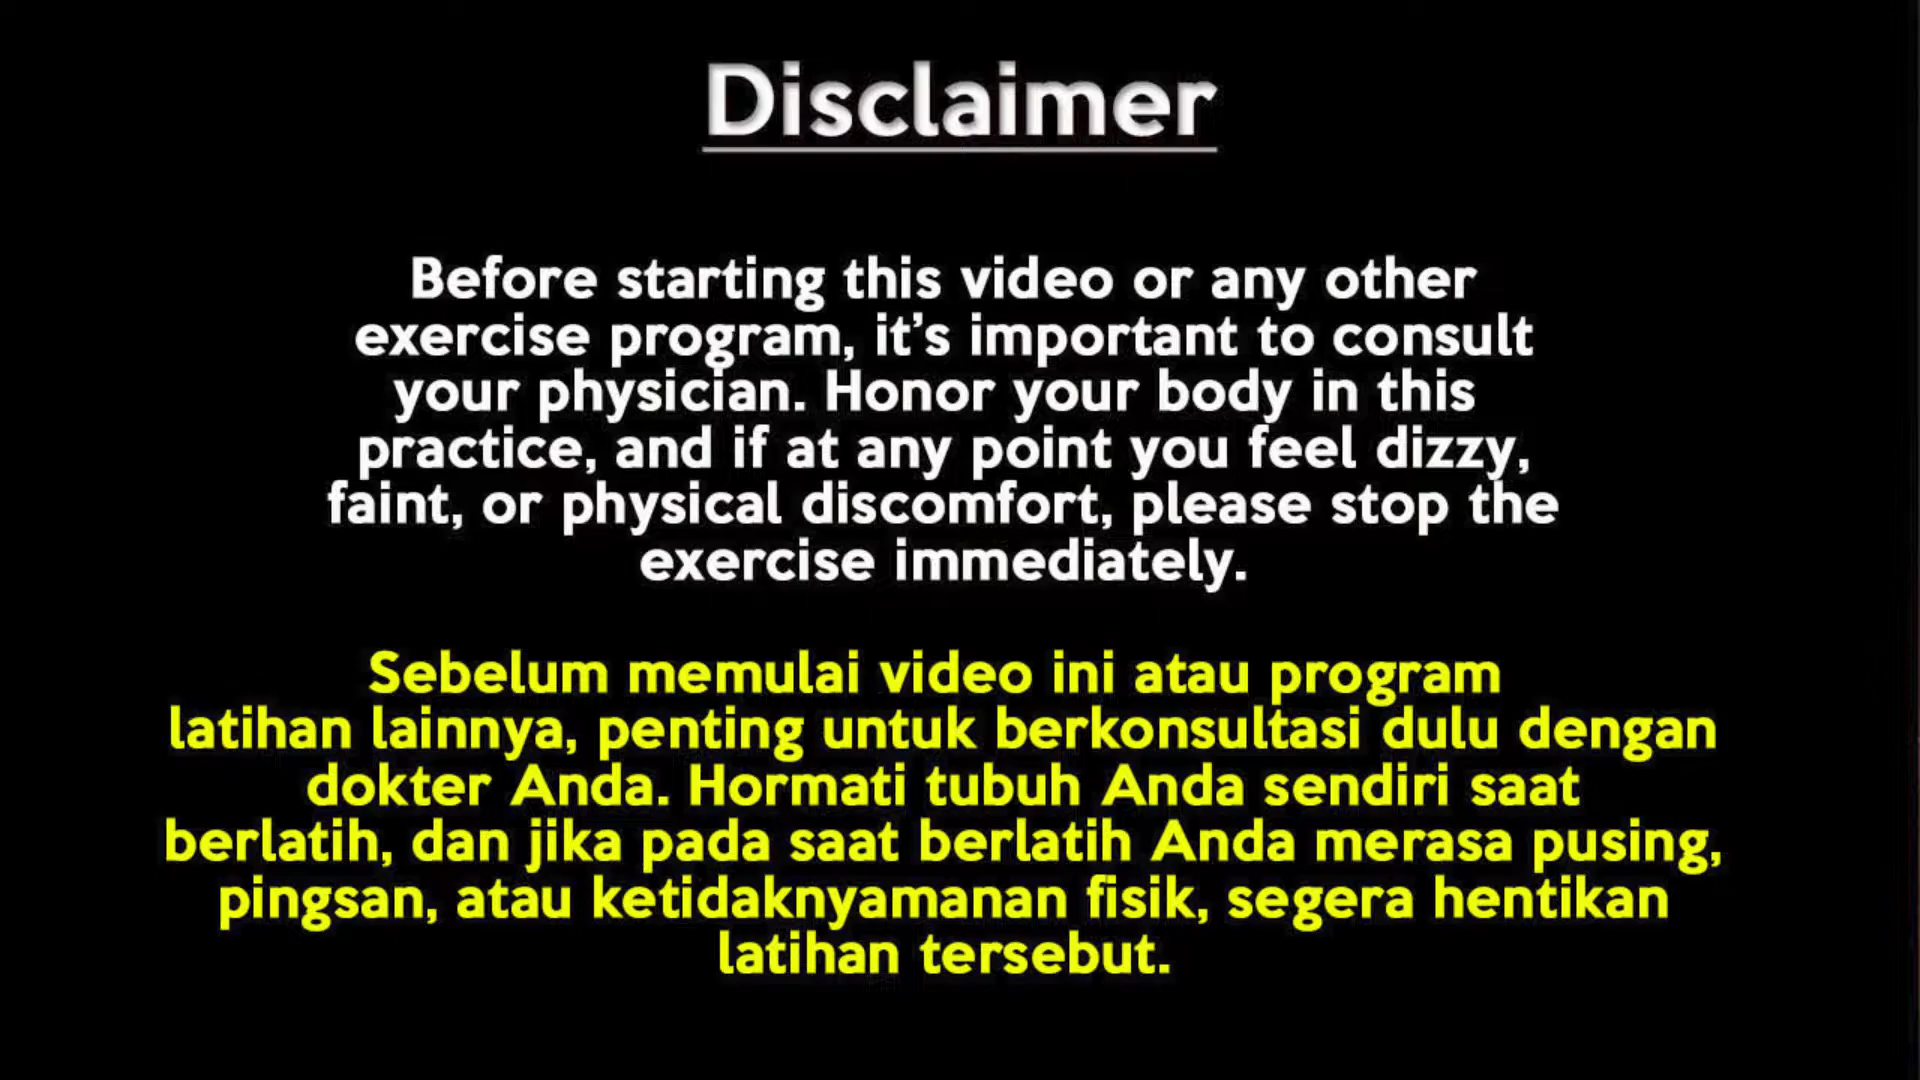 Disclaimer
Before starting this video or any other
exercise program, it’s important to consult
your physician. Honor your body in this
practice, and if at any point you feel dizzy,
faint, or physical discomfort, please stop the
exercise immediately.
Sebelum memulai video ini atau program
latihan lainnya, penting untuk berkonsultasi dulu dengan
dokter Anda. Hormati tubuh Anda sendiri saat
berlatih, dan jika pada saat berlatih Anda merasa pusing,
pingsan, atau ketidaknyamanan fisik, segera hentikan
latihan tersebut.